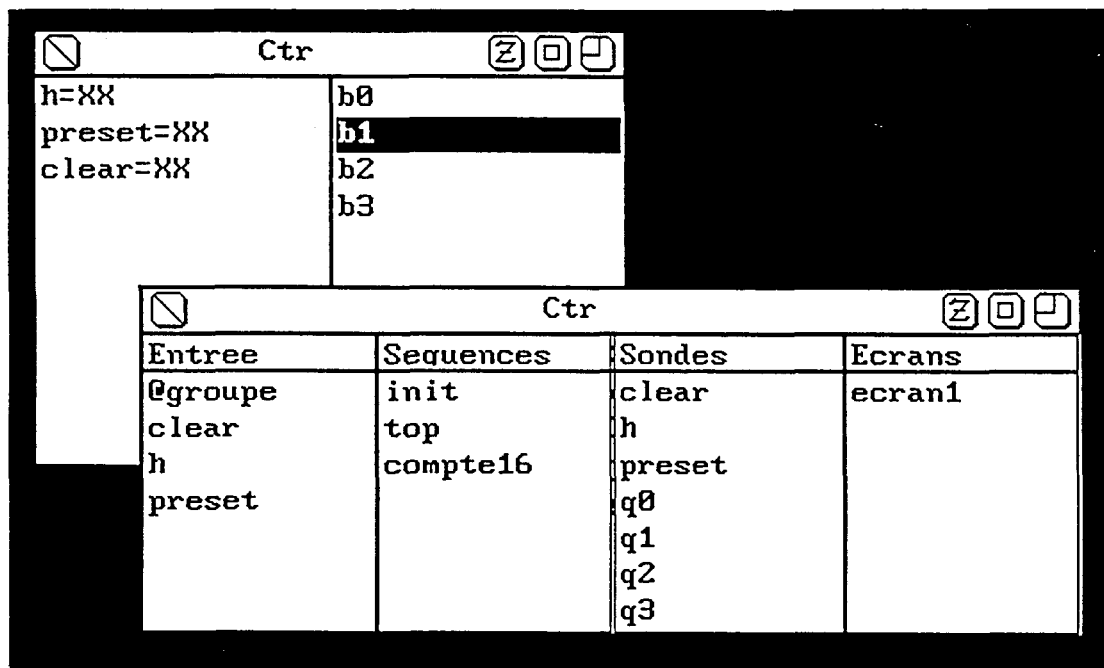 Ctr
h=XX
preset=XX
clear=XX
b0
b1
b2
b3
Ctr
Entree Sequences Sondes Ecrans
@groupe init clear ecran1
clear top h
h compte16 preset
preset q0
q1
q2
q3